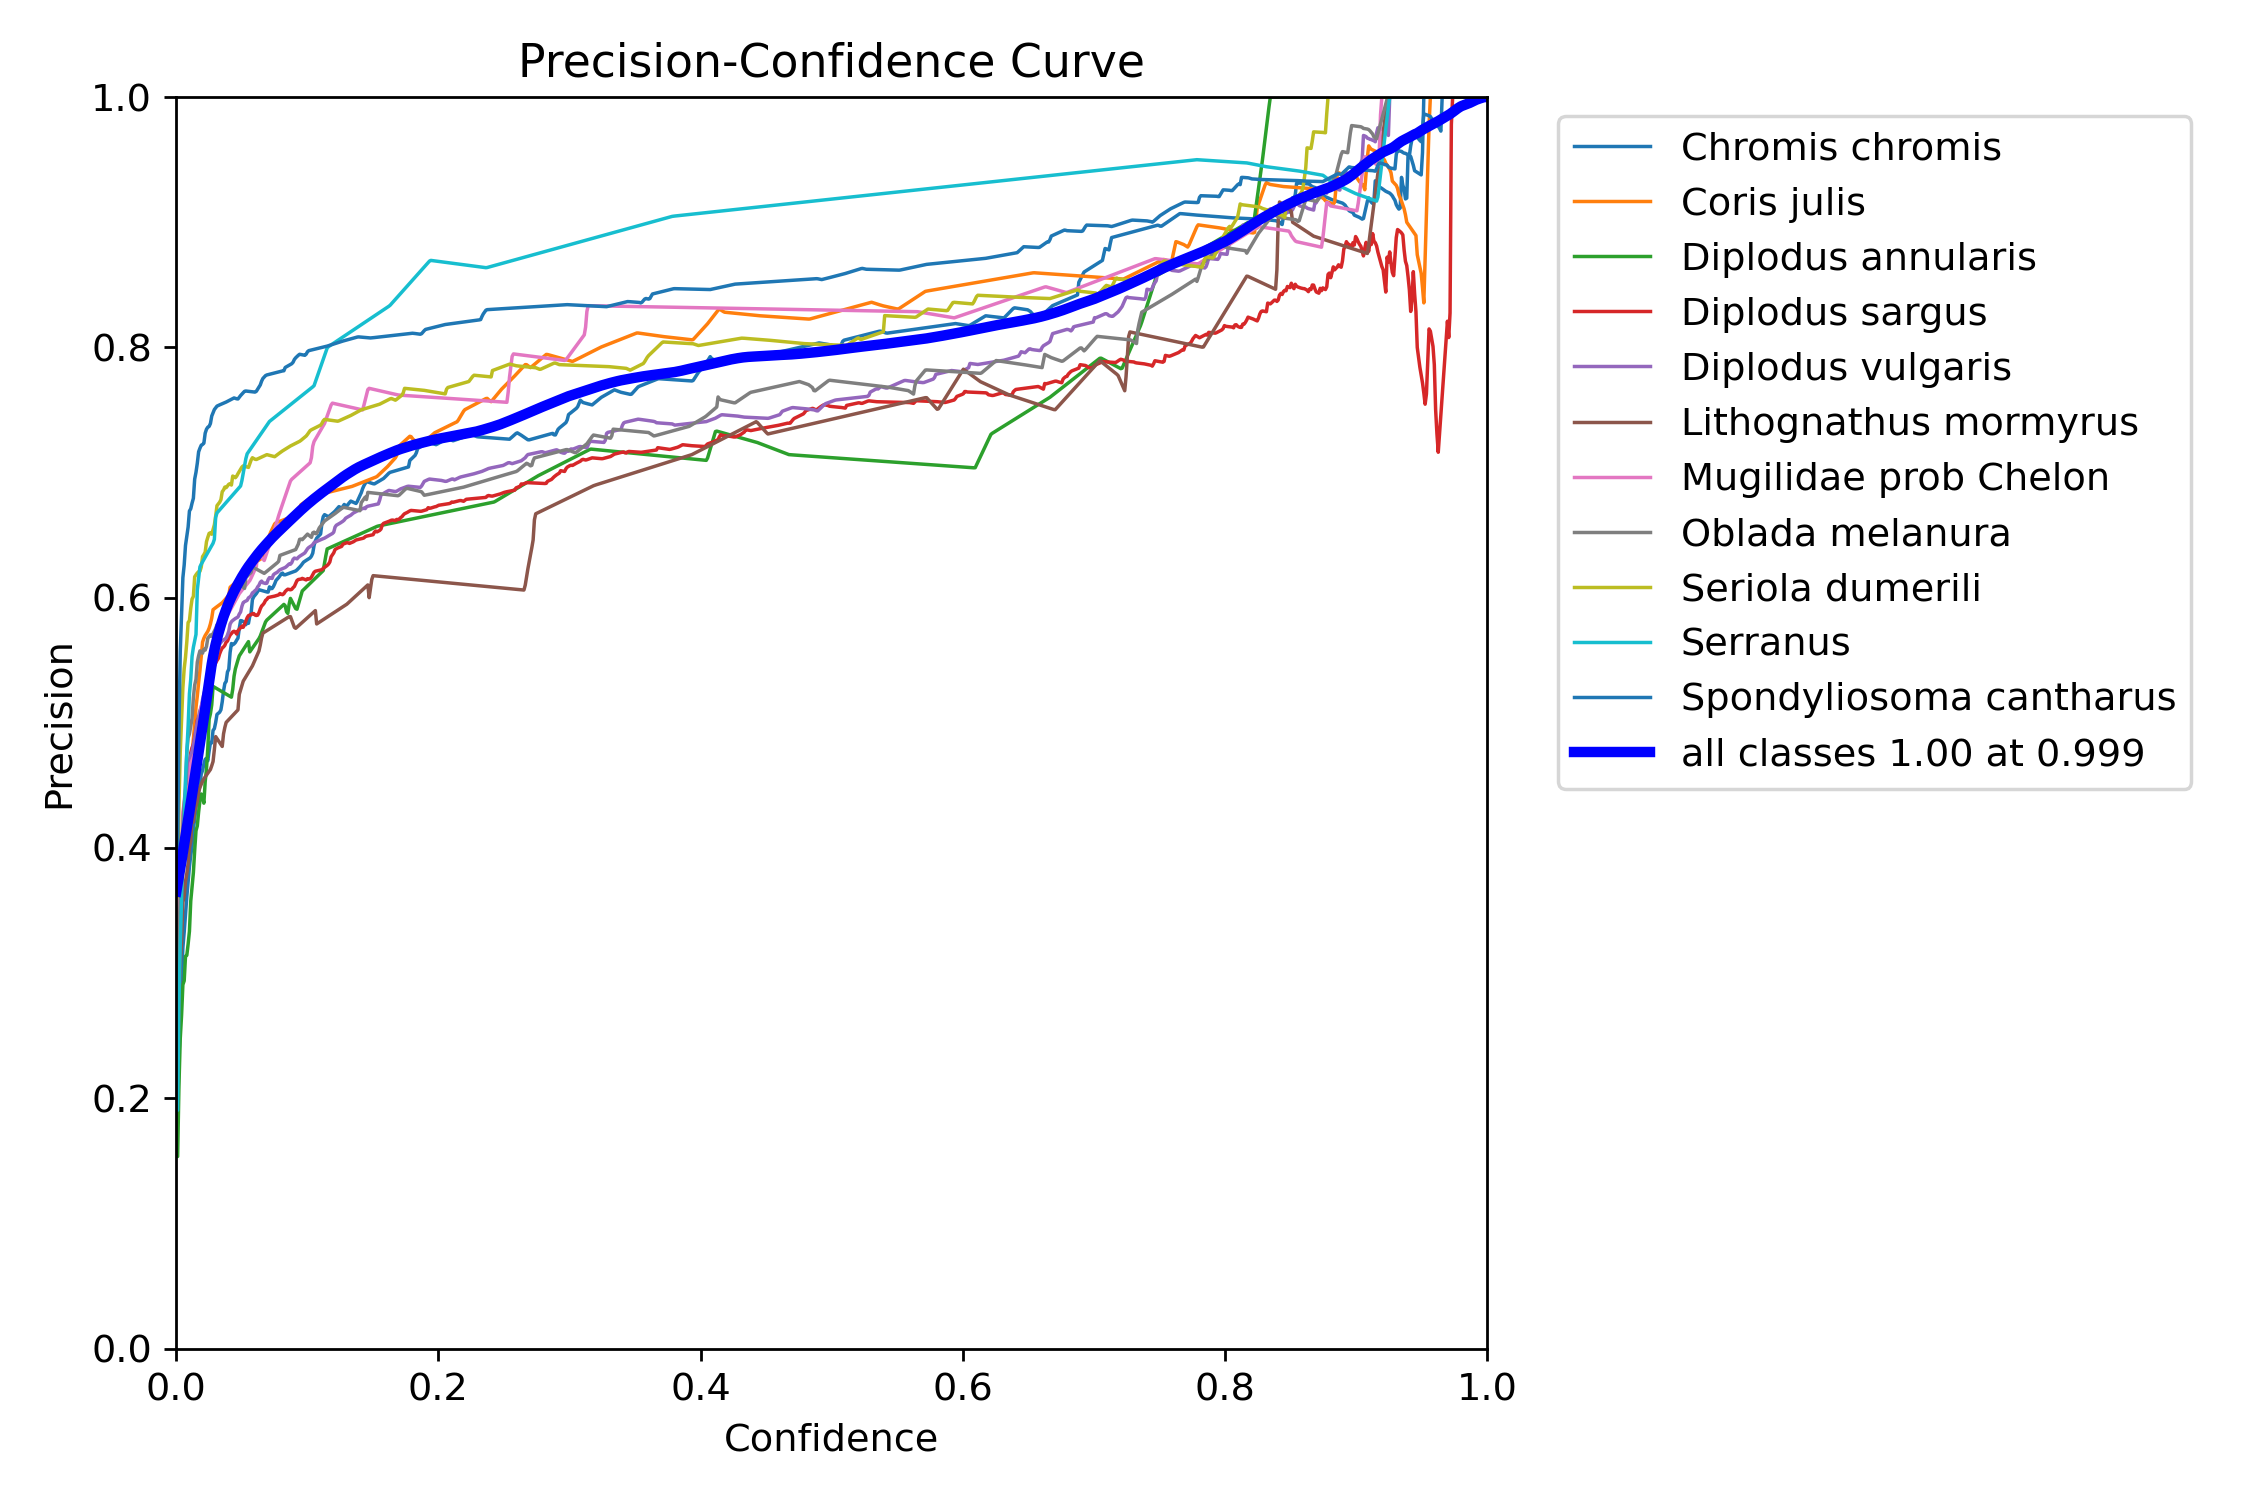 Precision-Confidence Curve
1.0
0.8
0.6
0.4
0.2
0.0
Precision
0.0 0.2 0.4 0.6 0.8 1.0
Confidence
Chromis chromis
Coris julis
Diplodus annularis
Diplodus sargus
Diplodus vulgaris
Lithognathus mormyrus
Mugilidae prob Chelon
Oblada melanura
Seriola dumerili
Serranus
Spondyliosoma cantharus
all classes 1.00 at 0.999